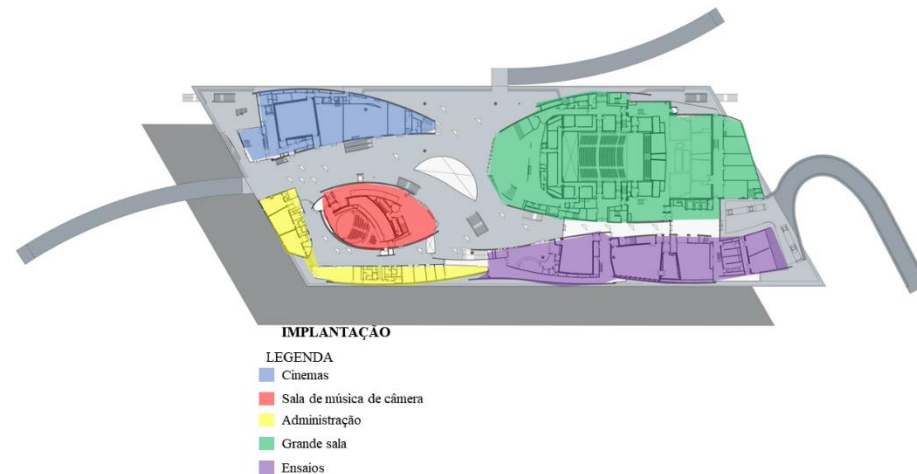 IMPLANTAÇÃO
LEGENDA
Cinemas
Sala de música de câmera
Administração
Grande sala
Ensaios